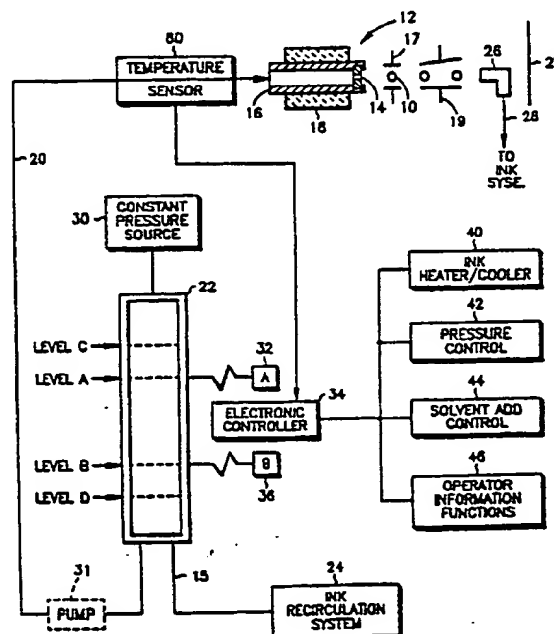 80
TEMPERATURE
SENSOR
12
17
26
2
16
18
14
10
19
28
TO
INK
SYSE.
20
CONSTANT
PRESSURE
SOURCE
30
22
40
INK
HEATER/COOLER
LEVEL C
LEVEL A
32
A
34
ELECTRONIC
CONTROLLER
42
PRESSURE
CONTROL
44
SOLVENT ADD
CONTROL
LEVEL B
B
36
LEVEL D
46
OPERATOR
INFORMATION
FUNCTIONS
31
PUMP
15
24
INK
RECIRCULATION
SYSTEM